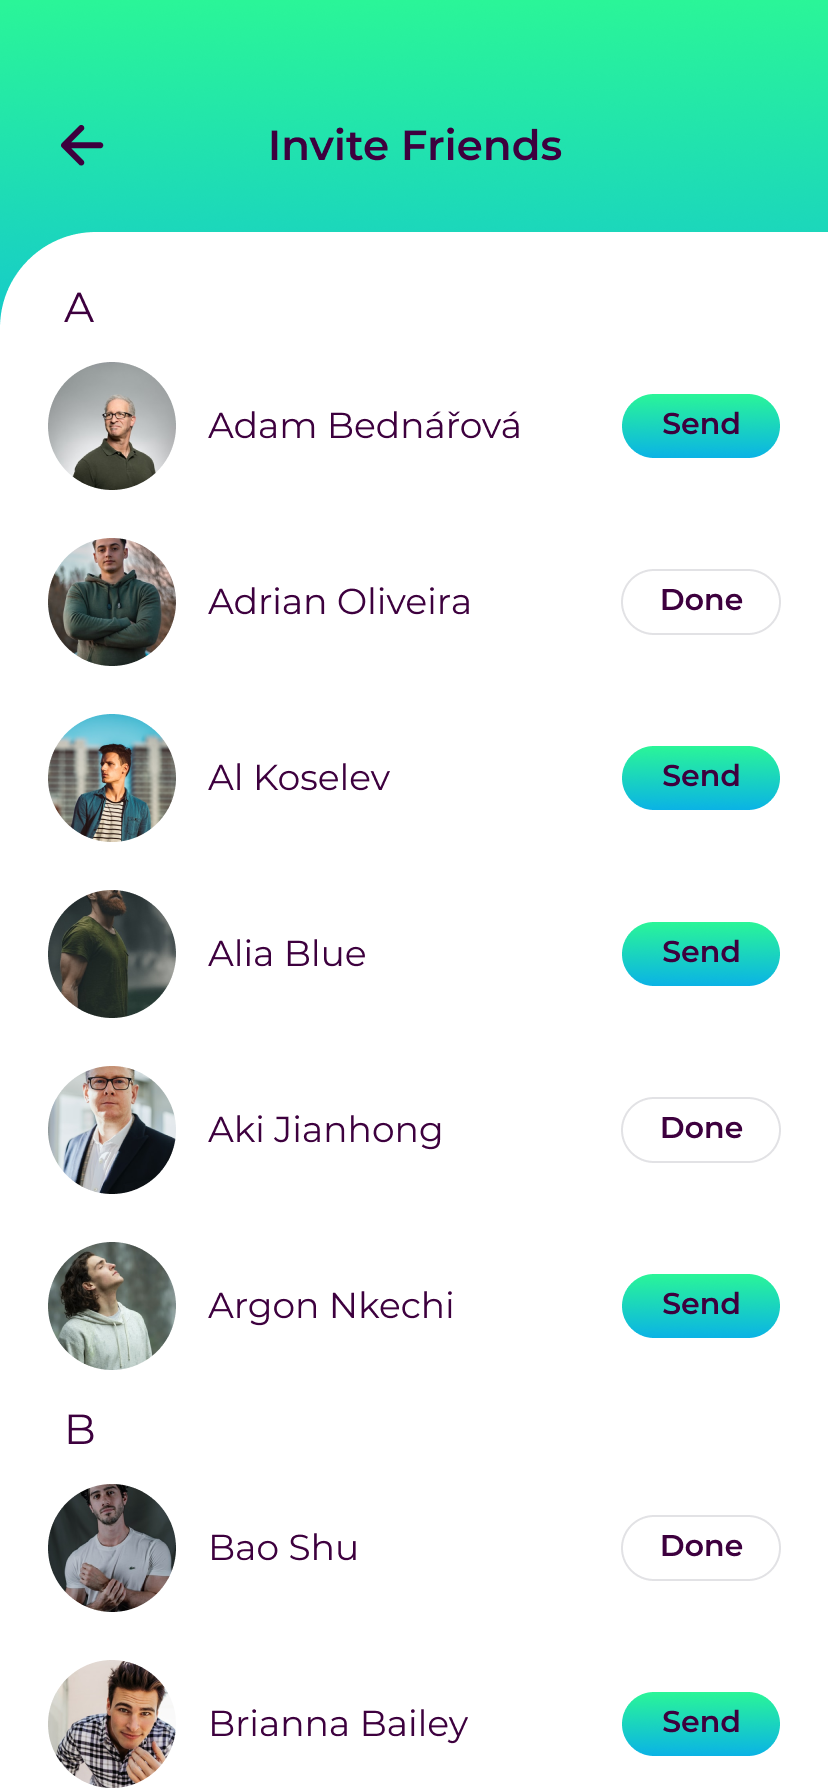 Invite Friends
A
Adam Bednářová
Send
Adrian Oliveira
Done
Al Koselev
Send
Alia Blue
Send
Aki Jianhong
Done
Argon Nkechi
Send
B
Bao Shu
Done
Brianna Bailey
Send